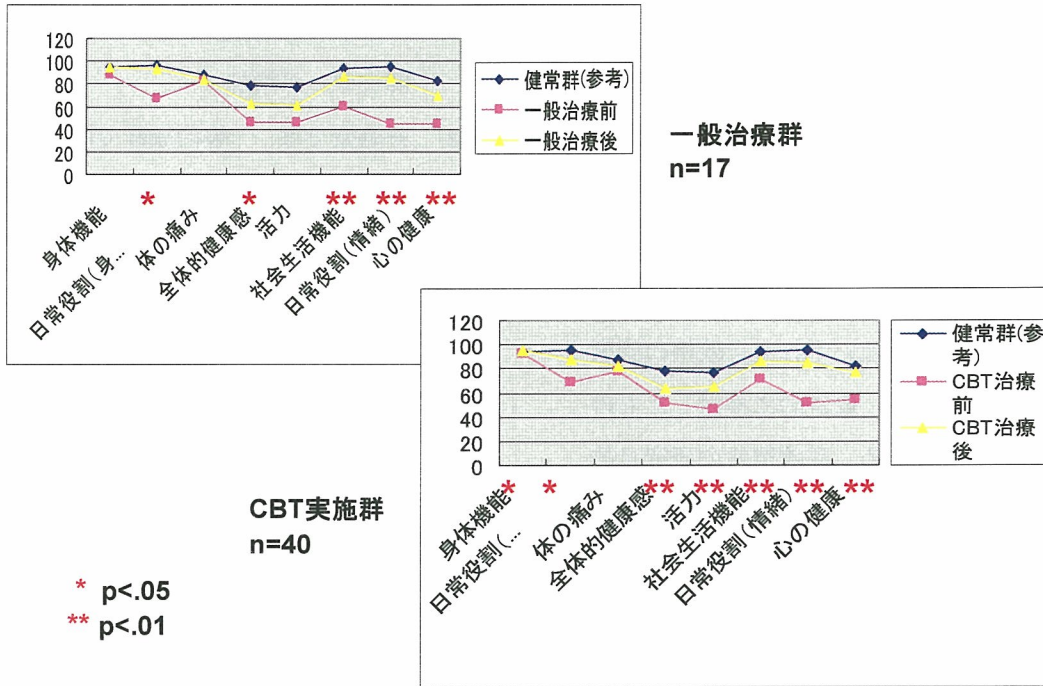 120
100
80
60
40
20
0
健常群(参考)
一般治療前
一般治療後
* * ** ** **
身体機能
日常役割(身...
体の痛み
全体的健康感
活力
社会生活機能
日常役割(情緒)
心の健康
一般治療群
n=17
120
100
80
60
40
20
0
健常群(参
考)
CBT治療
前
CBT治療
後
* * ** ** ** ** **
身体機能
日常役割(...
体の痛み
全体的健康感
活力
社会生活機能
日常役割(情緒)
心の健康
CBT実施群
n=40
* p<.05
** p<.01